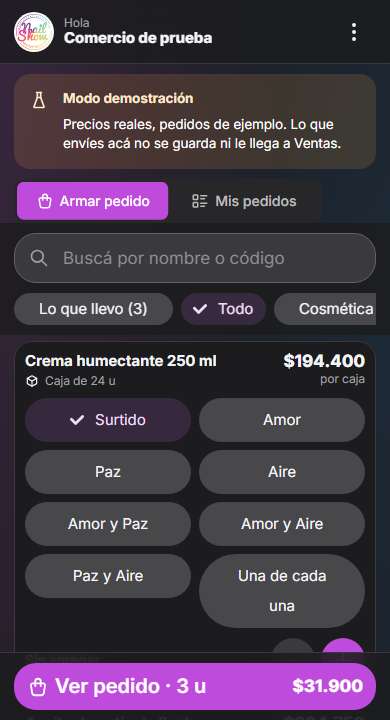 Nail Show
Hola
Comercio de prueba
Modo demostración
Precios reales, pedidos de ejemplo. Lo que
envíes acá no se guarda ni le llega a Ventas.
Armar pedido
Mis pedidos
Buscá por nombre o código
Lo que llevo (3)
Todo
Cosmética
Crema humectante 250 ml
$194.400
Caja de 24 u
por caja
Surtido
Amor
Paz
Aire
Amor y Paz
Amor y Aire
Paz y Aire
Una de cada
una
Ver pedido · 3 u
$31.900